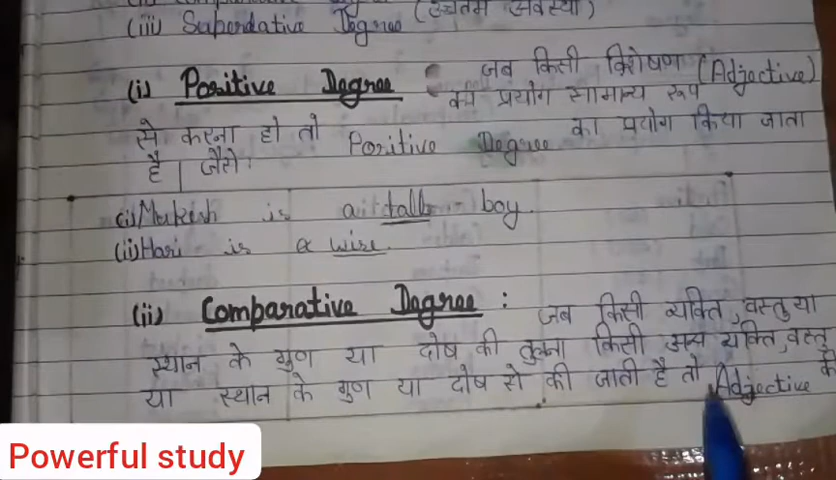 (iii) Superdative Degree (उच्चतम अवस्था)
(i) Positive Degree : जब किसी विशेषण (Adjective)
का प्रयोग सामान्य रूप
से करना हो तो Positive Degree का प्रयोग किया जाता
है। जैसे:
(i) Mukesh is a tall boy.
(ii) Hari is a wise.
(ii) Comparative Degree : जब किसी व्यक्ति, वस्तु या
स्थान के गुण या दोष की तुलना किसी अन्य व्यक्ति, वस्तु
या स्थान के गुण या दोष से की जाती है तो Adjective के
Powerful study